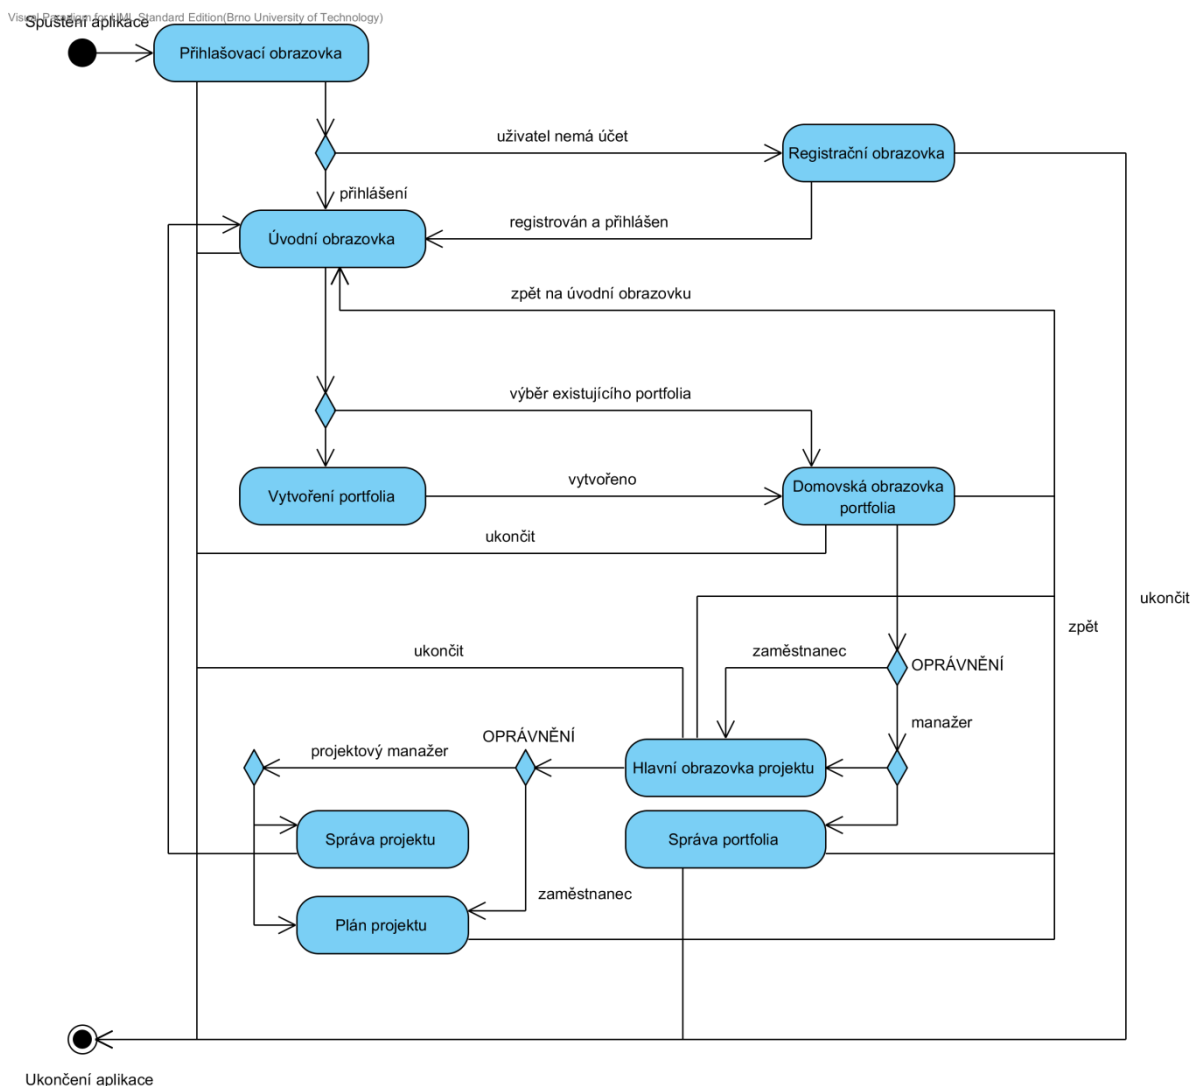 Visual Paradigm for UML Standard Edition(Brno University of Technology)
Spuštění aplikace
Přihlašovací obrazovka
uživatel nemá účet
Registrační obrazovka
přihlášení
registrován a přihlášen
Úvodní obrazovka
zpět na úvodní obrazovku
výběr existujícího portfolia
Vytvoření portfolia
vytvořeno
Domovská obrazovka
portfolia
ukončit
ukončit
zpět
ukončit
zaměstnanec
OPRÁVNĚNÍ
manažer
OPRÁVNĚNÍ
projektový manažer
Hlavní obrazovka projektu
Správa projektu
Správa portfolia
zaměstnanec
Plán projektu
Ukončení aplikace